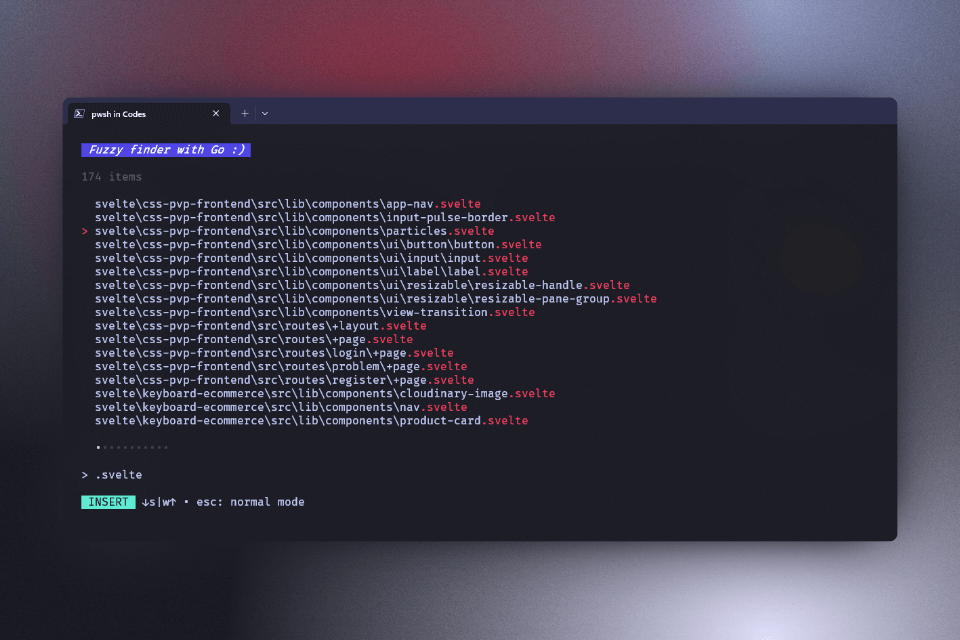 pwsh in Codes
Fuzzy finder with Go :)
174 items
svelte\css-pvp-frontend\src\lib\components\app-nav.svelte
svelte\css-pvp-frontend\src\lib\components\input-pulse-border.svelte
> svelte\css-pvp-frontend\src\lib\components\particles.svelte
svelte\css-pvp-frontend\src\lib\components\ui\button\button.svelte
svelte\css-pvp-frontend\src\lib\components\ui\input\input.svelte
svelte\css-pvp-frontend\src\lib\components\ui\label\label.svelte
svelte\css-pvp-frontend\src\lib\components\ui\resizable\resizable-handle.svelte
svelte\css-pvp-frontend\src\lib\components\ui\resizable\resizable-pane-group.svelte
svelte\css-pvp-frontend\src\lib\components\view-transition.svelte
svelte\css-pvp-frontend\src\routes\+layout.svelte
svelte\css-pvp-frontend\src\routes\+page.svelte
svelte\css-pvp-frontend\src\routes\login\+page.svelte
svelte\css-pvp-frontend\src\routes\problem\+page.svelte
svelte\css-pvp-frontend\src\routes\register\+page.svelte
svelte\keyboard-ecommerce\src\lib\components\cloudinary-image.svelte
svelte\keyboard-ecommerce\src\lib\components\nav.svelte
svelte\keyboard-ecommerce\src\lib\components\product-card.svelte
> .svelte
INSERT ↓s|w↑ • esc: normal mode